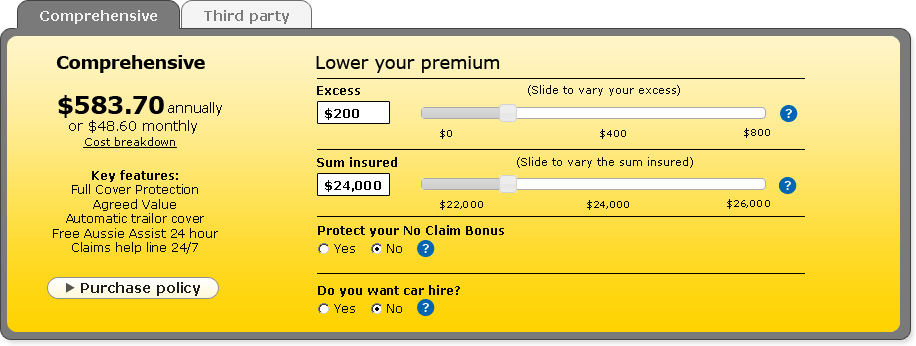 Comprehensive
Third party
Comprehensive
$583.70 annually
or $48.60 monthly
Cost breakdown
Key features:
Full Cover Protection
Agreed Value
Automatic trailor cover
Free Aussie Assist 24 hour
Claims help line 24/7
Purchase policy
Lower your premium
Excess
(Slide to vary your excess)
$200
?
$0 $400 $800
Sum insured
(Slide to vary the sum insured)
$24,000
?
$22,000 $24,000 $26,000
Protect your No Claim Bonus
Yes No ?
Do you want car hire?
Yes No ?